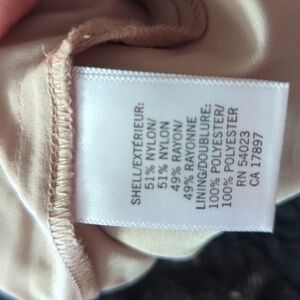 SHELL/EXTÉRIEUR:
51% NYLON/
51% NYLON
49% RAYON/
49% RAYONNE
LINING/DOUBLURE:
100% POLYESTER/
100% POLYESTER
RN 54023
CA 17897